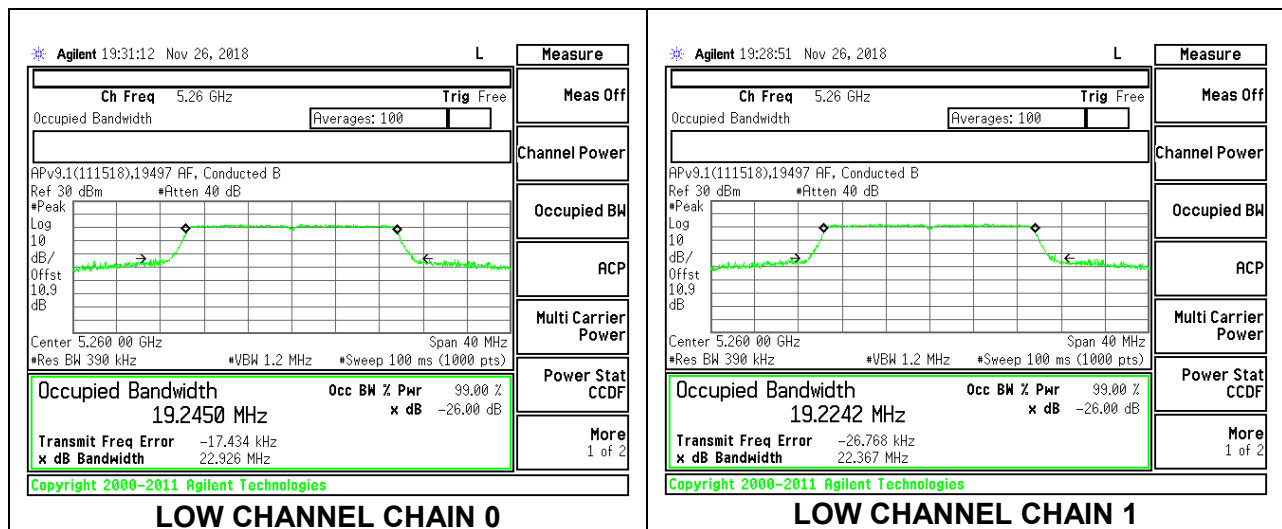 Agilent 19:31:12 Nov 26, 2018 L
Measure
Ch Freq 5.26 GHz Trig Free
Meas Off
Occupied Bandwidth Averages: 100
Channel Power
APv9.1(111518),19497 AF, Conducted B
Ref 30 dBm #Atten 40 dB
#Peak
Log
10
dB/
Offst
10.9
dB
Occupied BW
ACP
Multi Carrier
Power
Center 5.260 00 GHz Span 40 MHz
#Res BW 390 kHz #VBW 1.2 MHz #Sweep 100 ms (1000 pts)
Power Stat
CCDF
Occupied Bandwidth Occ BW % Pwr 99.00 %
19.2450 MHz x dB -26.00 dB
Transmit Freq Error -17.434 kHz
x dB Bandwidth 22.926 MHz
More
1 of 2
Copyright 2000-2011 Agilent Technologies
LOW CHANNEL CHAIN 0
Agilent 19:28:51 Nov 26, 2018 L
Measure
Ch Freq 5.26 GHz Trig Free
Meas Off
Occupied Bandwidth Averages: 100
Channel Power
APv9.1(111518),19497 AF, Conducted B
Ref 30 dBm #Atten 40 dB
#Peak
Log
10
dB/
Offst
10.9
dB
Occupied BW
ACP
Multi Carrier
Power
Center 5.260 00 GHz Span 40 MHz
#Res BW 390 kHz #VBW 1.2 MHz #Sweep 100 ms (1000 pts)
Power Stat
CCDF
Occupied Bandwidth Occ BW % Pwr 99.00 %
19.2242 MHz x dB -26.00 dB
Transmit Freq Error -26.768 kHz
x dB Bandwidth 22.367 MHz
More
1 of 2
Copyright 2000-2011 Agilent Technologies
LOW CHANNEL CHAIN 1